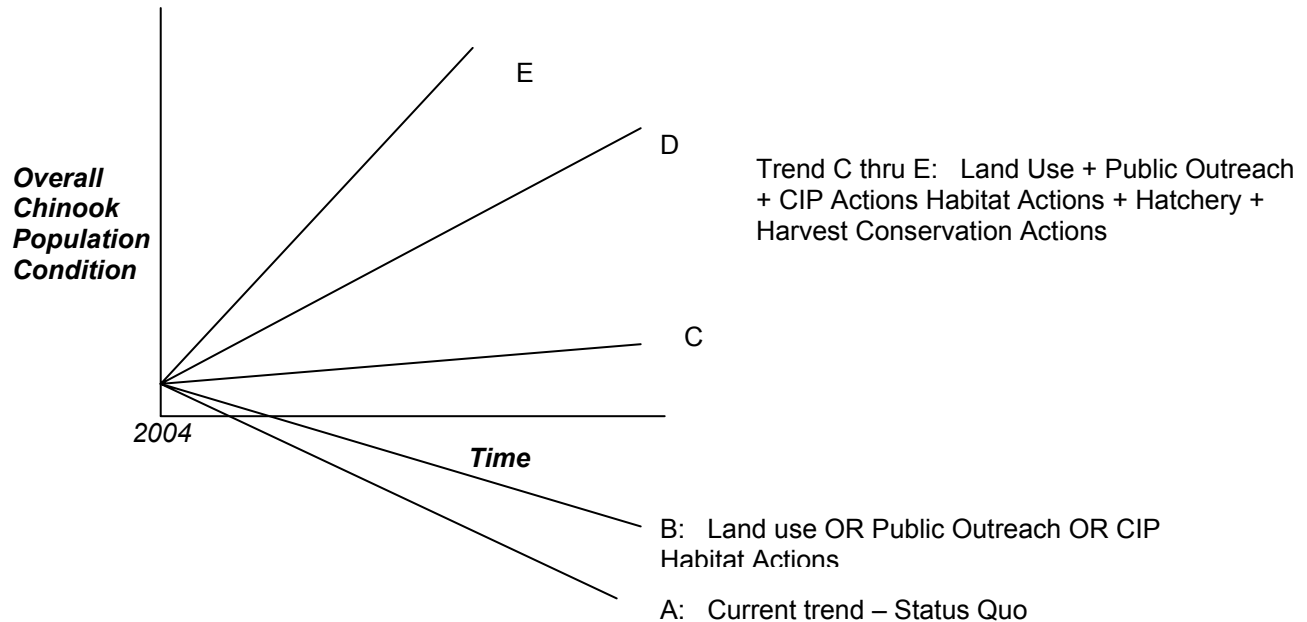 E
D
Overall
Chinook
Population
Condition
Trend C thru E: Land Use + Public Outreach
+ CIP Actions Habitat Actions + Hatchery +
Harvest Conservation Actions
C
2004
Time
B: Land use OR Public Outreach OR CIP
Habitat Actions
A: Current trend – Status Quo